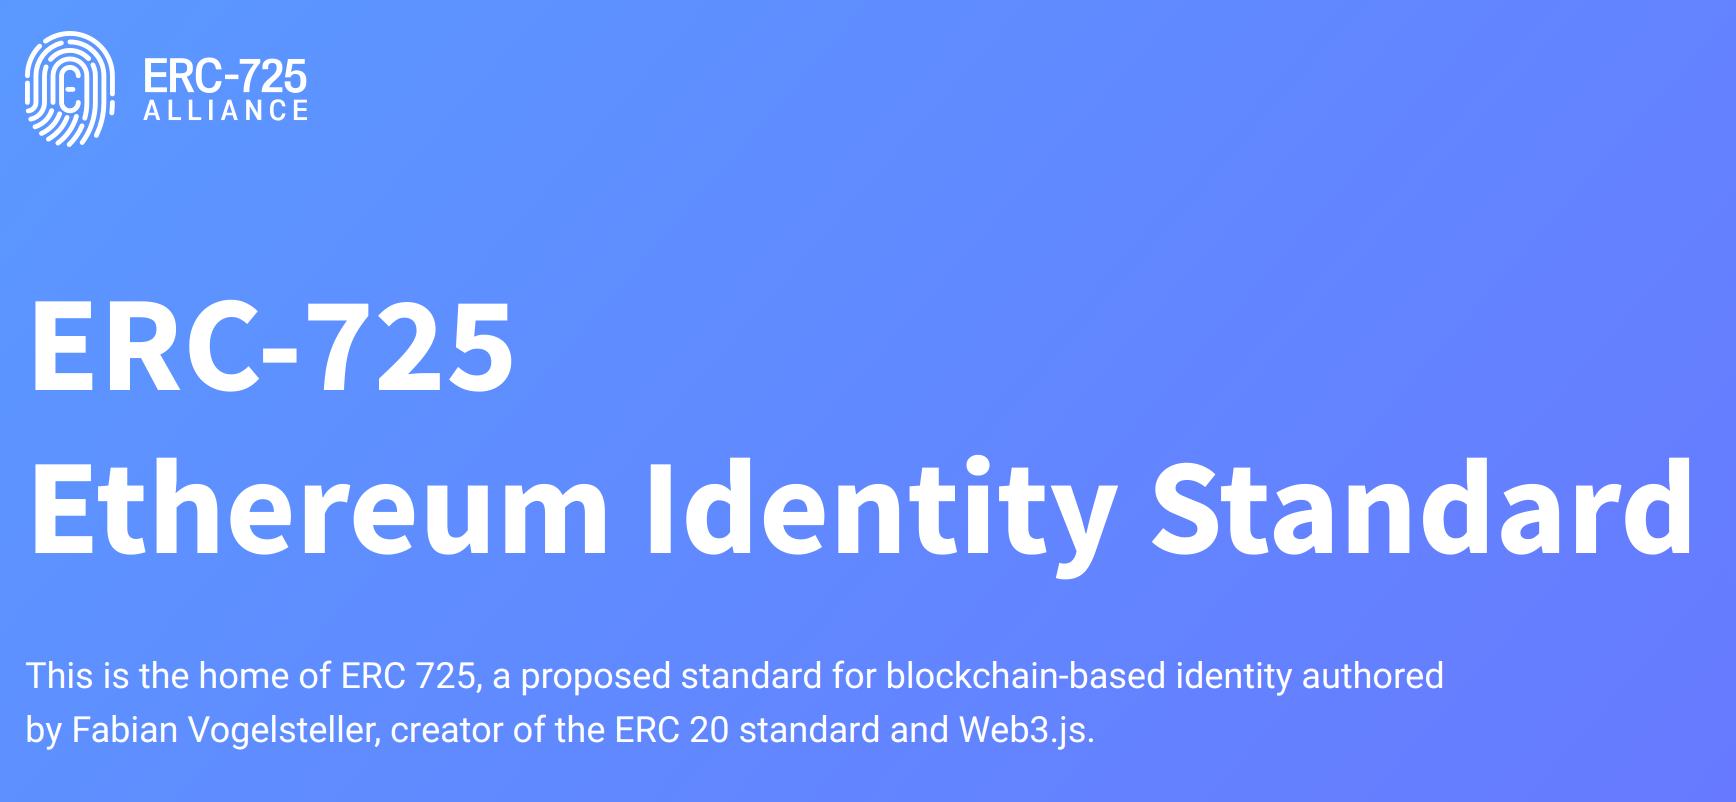 ERC-725
ALLIANCE
ERC-725
Ethereum Identity Standard
This is the home of ERC 725, a proposed standard for blockchain-based identity authored
by Fabian Vogelsteller, creator of the ERC 20 standard and Web3.js.